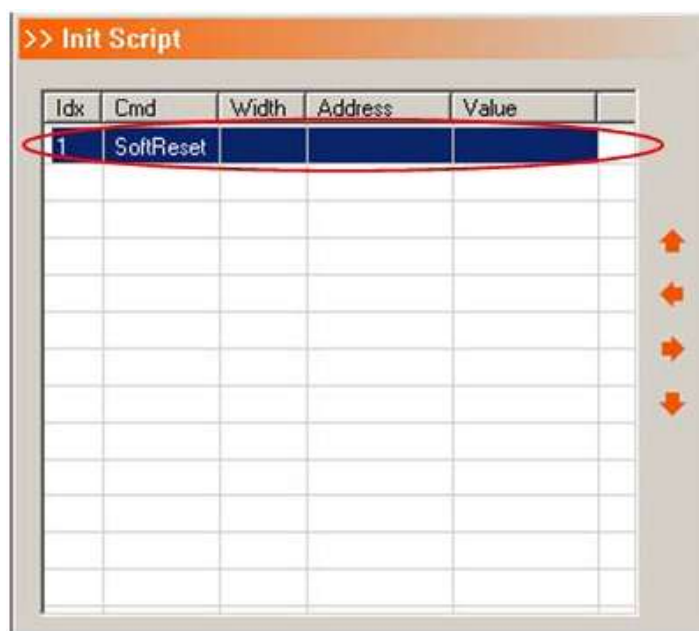 >> Init Script
Idx Cmd Width Address Value
1 SoftReset